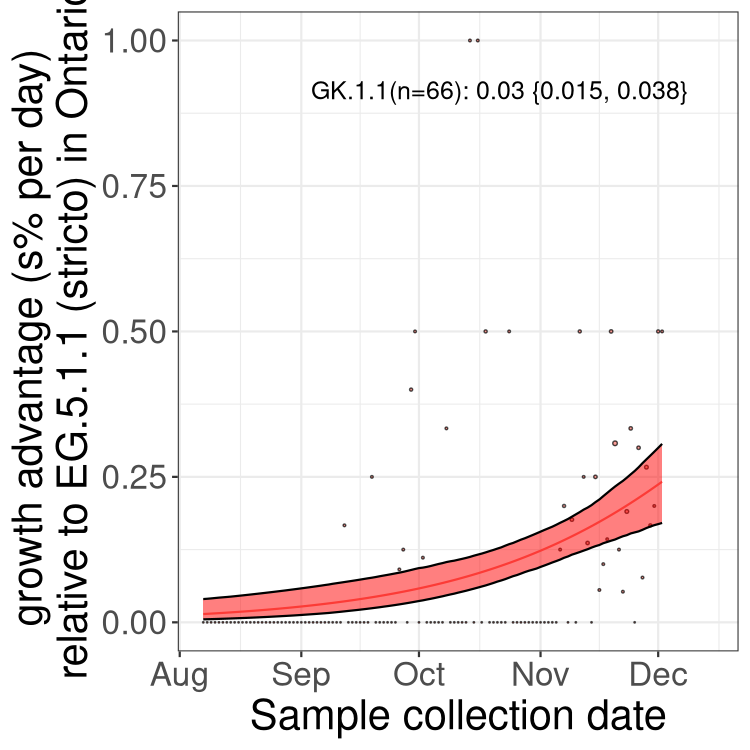 growth advantage (s% per day)
relative to EG.5.1.1 (stricto) in Ontario
1.00
0.75
0.50
0.25
0.00
GK.1.1(n=66): 0.03 {0.015, 0.038}
Aug Sep Oct Nov Dec
Sample collection date